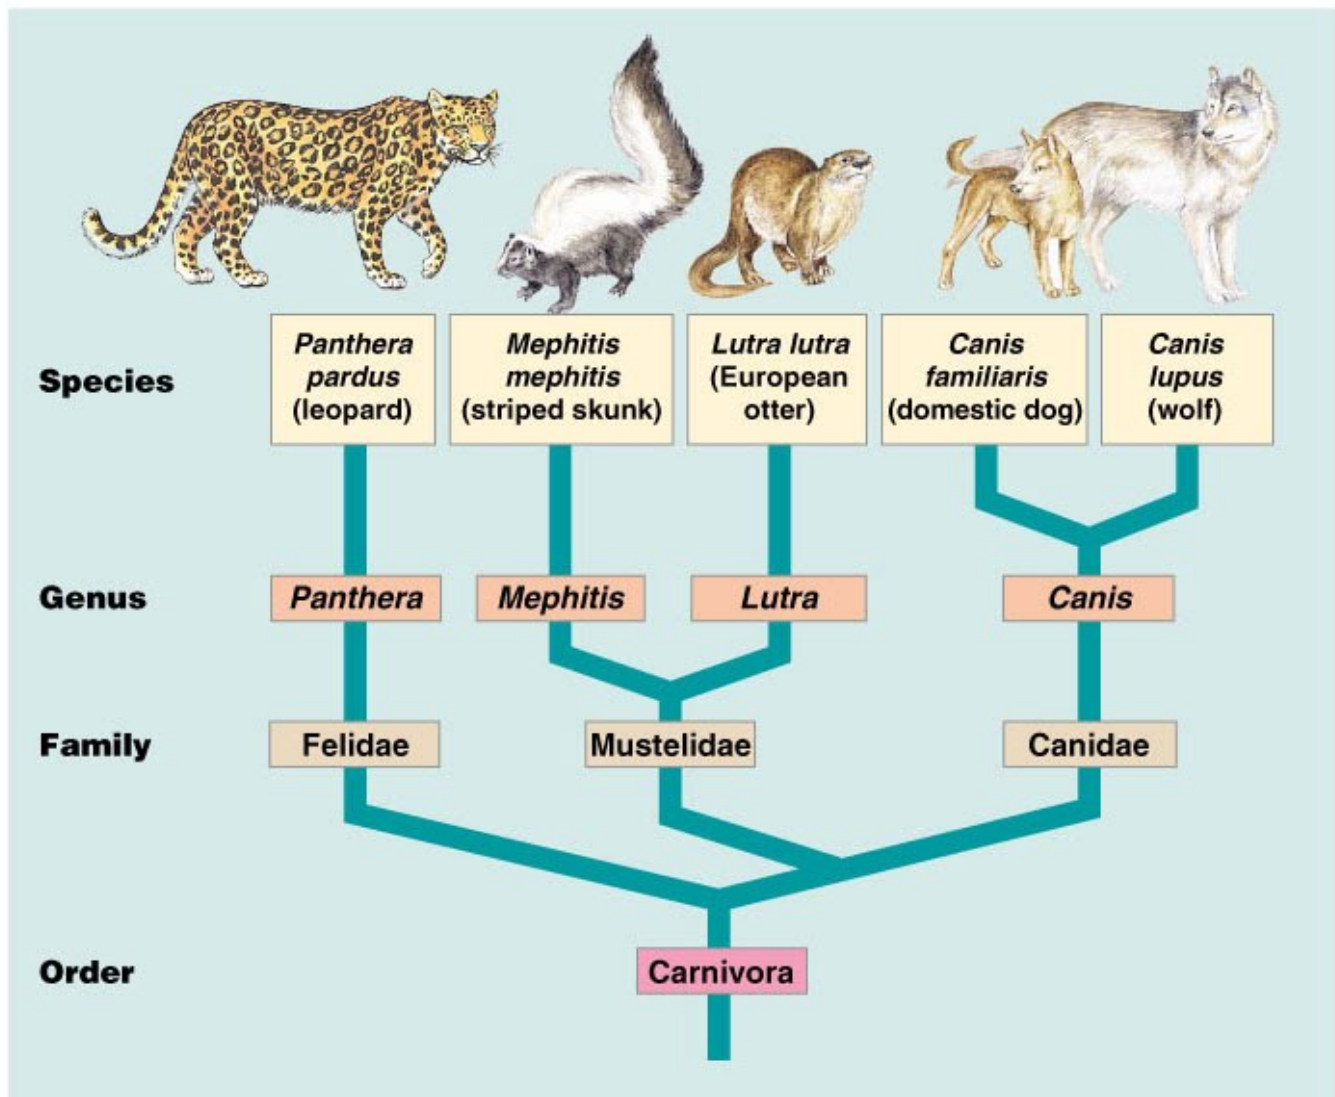 Species
Panthera
pardus
(leopard)
Mephitis
mephitis
(striped skunk)
Lutra lutra
(European
otter)
Canis
familiaris
(domestic dog)
Canis
lupus
(wolf)
Genus
Panthera
Mephitis
Lutra
Canis
Family
Felidae
Mustelidae
Canidae
Order
Carnivora